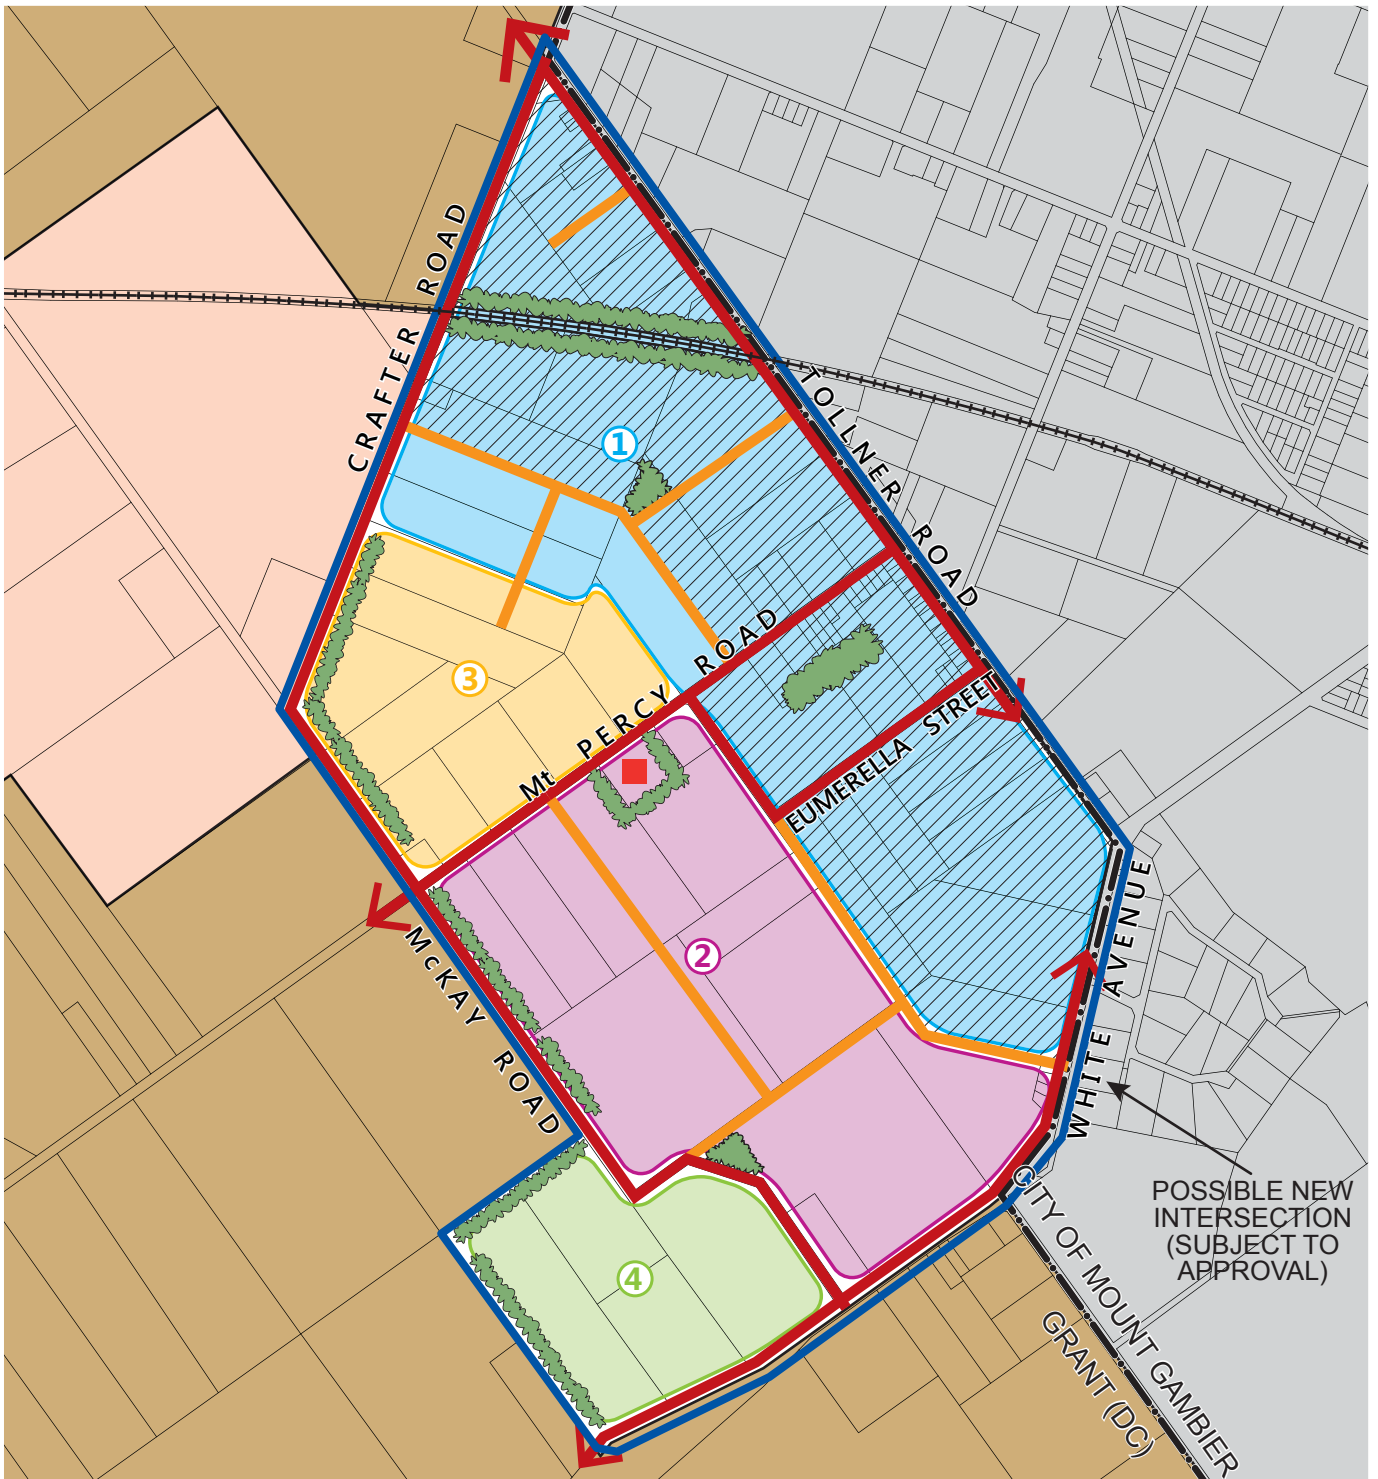 CRAFTER ROAD
TOLLNER ROAD
1
3
Mt PERCY ROAD
EUMERELLA STREET
2
McKAY ROAD
WHITE AVENUE
POSSIBLE NEW
INTERSECTION
(SUBJECT TO
APPROVAL)
4
CITY OF MOUNT GAMBIER
GRANT (DC)